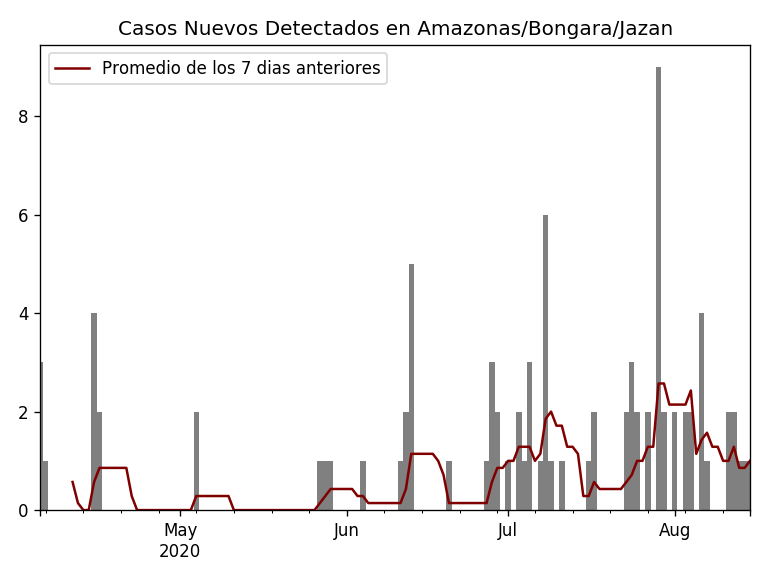 Casos Nuevos Detectados en Amazonas/Bongara/Jazan
Promedio de los 7 dias anteriores
8
6
4
2
0
May Jun Jul Aug
2020